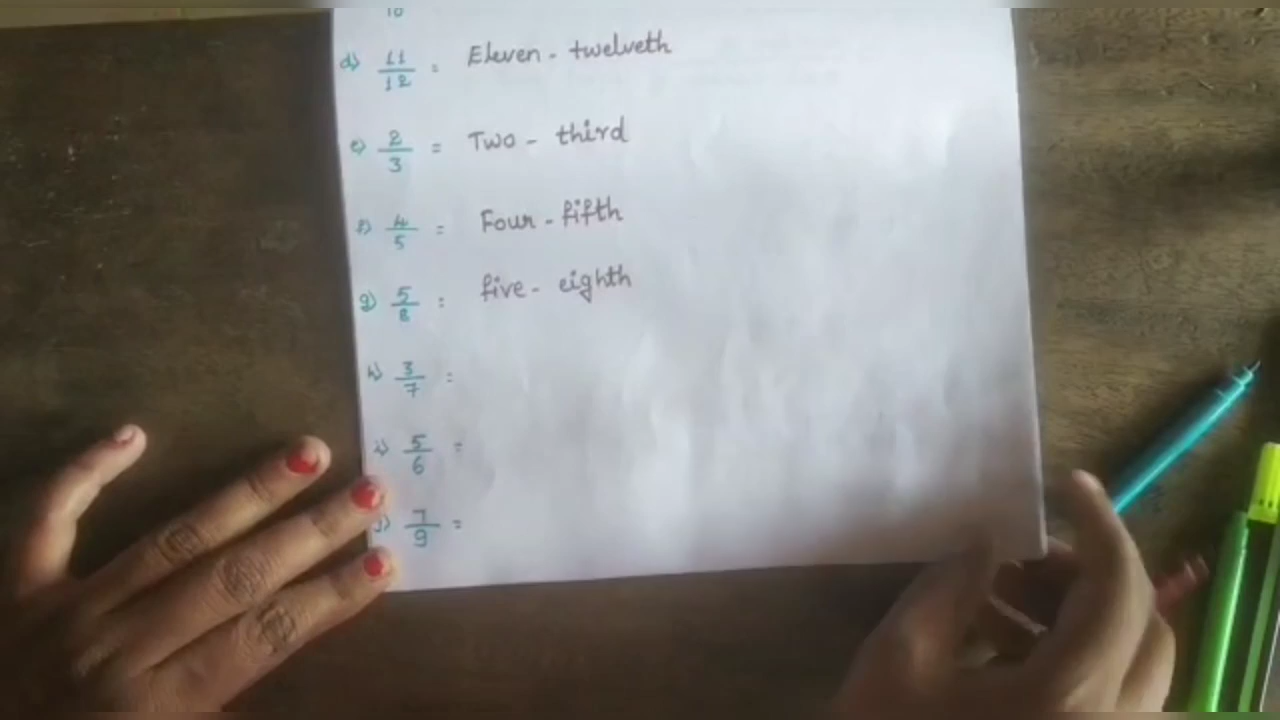 10
d) 11/12 = Eleven - twelveth
e) 2/3 = Two - third
f) 4/5 = Four - fifth
g) 5/8 = five - eighth
h) 3/7 =
i) 5/6 =
j) 7/9 =